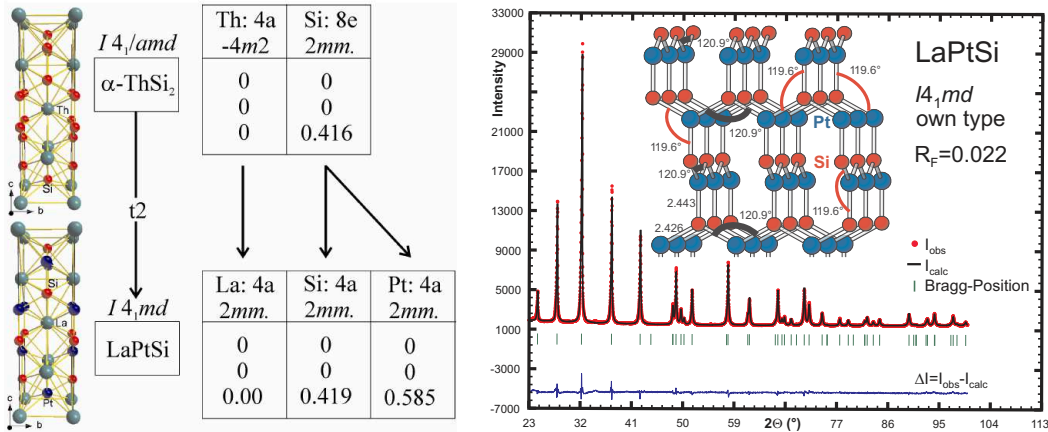 I 4₁/amd
α-ThSi₂
Th
Si
c
b
t2
Th: 4a Si: 8e
-4m2 2mm.
0 0
0 0
0 0.416
Si
La
Pt
c
b
I 4₁md
LaPtSi
La: 4a Si: 4a Pt: 4a
2mm. 2mm. 2mm.
0 0 0
0 0 0
0.00 0.419 0.585
Intensity
33000
29000
25000
21000
17000
13000
9000
5000
1000
-3000
-7000
23 32 41 50 59 68 77 86 95 104 113
2Θ (°)
120.9°
119.6°
119.6°
Pt
120.9°
119.6°
Si
120.9°
2.443
119.6°
120.9°
2.426
LaPtSi
I4₁md
own type
R_F=0.022
I_obs
I_calc
Bragg-Position
ΔI=I_obs-I_calc